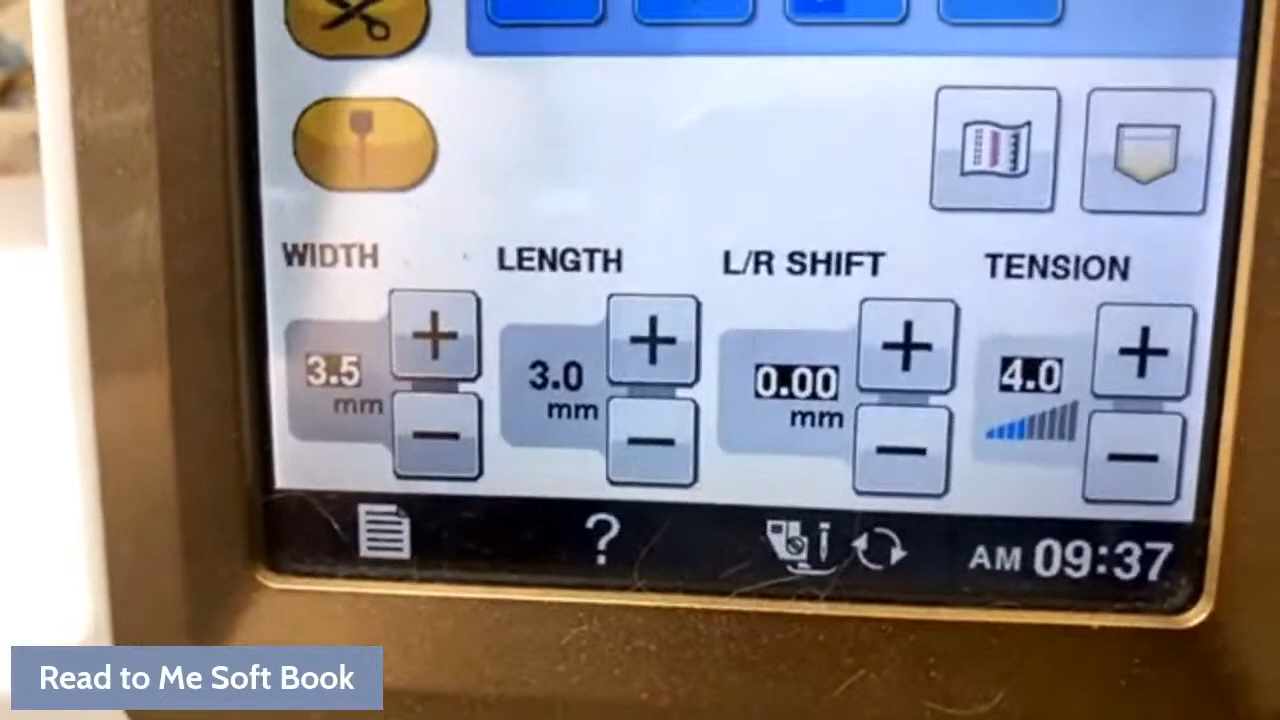 WIDTH LENGTH L/R SHIFT TENSION
3.5 3.0 0.00 4.0
mm mm mm
? AM 09:37
Read to Me Soft Book